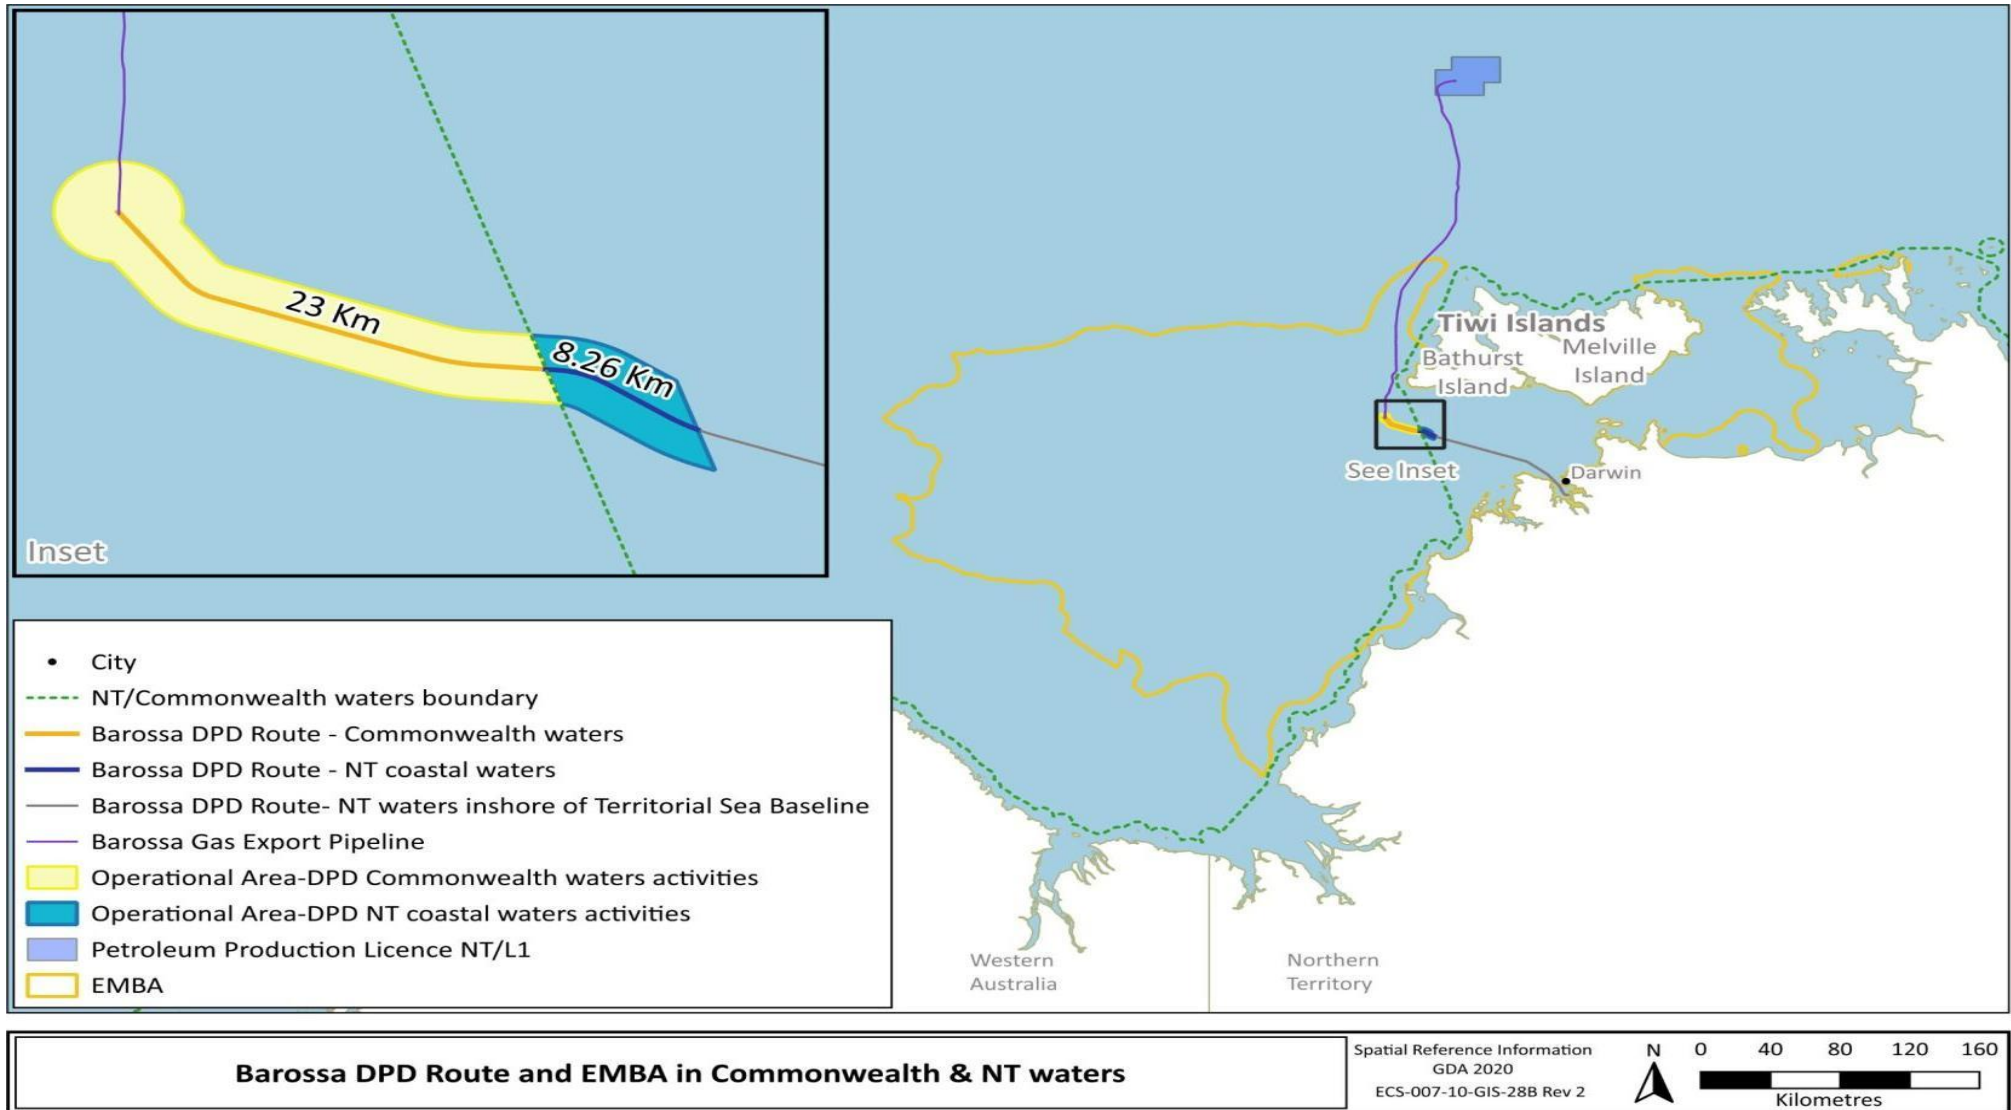 23 Km
8.26 Km
Inset
Tiwi Islands
Bathurst
Island
Melville
Island
See Inset
Darwin
Western
Australia
Northern
Territory
City
NT/Commonwealth waters boundary
Barossa DPD Route - Commonwealth waters
Barossa DPD Route - NT coastal waters
Barossa DPD Route- NT waters inshore of Territorial Sea Baseline
Barossa Gas Export Pipeline
Operational Area-DPD Commonwealth waters activities
Operational Area-DPD NT coastal waters activities
Petroleum Production Licence NT/L1
EMBA
Barossa DPD Route and EMBA in Commonwealth & NT waters
Spatial Reference Information
GDA 2020
ECS-007-10-GIS-28B Rev 2
N
0 40 80 120 160
Kilometres